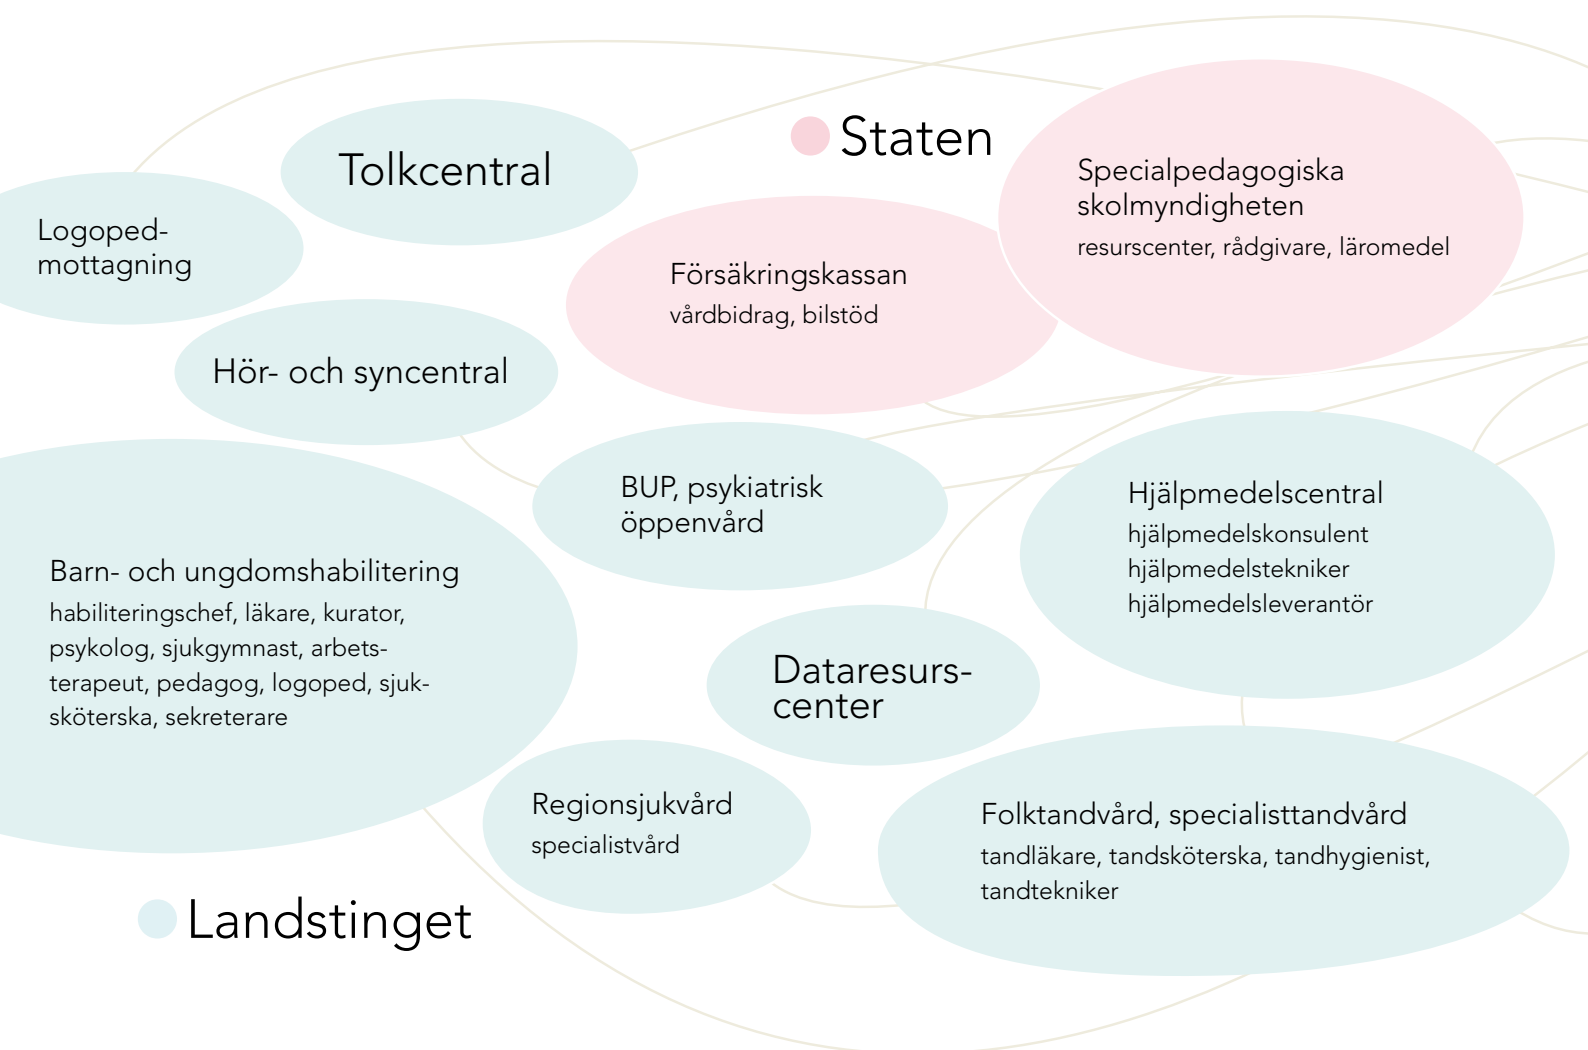 Staten
Tolkcentral
Specialpedagogiska
skolmyndigheten
resurscenter, rådgivare, läromedel
Logoped-
mottagning
Försäkringskassan
vårdbidrag, bilstöd
Hör- och syncentral
BUP, psykiatrisk
öppenvård
Hjälpmedelscentral
hjälpmedelskonsulent
hjälpmedelstekniker
hjälpmedelsleverantör
Barn- och ungdomshabilitering
habiliteringschef, läkare, kurator,
psykolog, sjukgymnast, arbets-
terapeut, pedagog, logoped, sjuk-
sköterska, sekreterare
Dataresurs-
center
Regionsjukvård
specialistvård
Folktandvård, specialisttandvård
tandläkare, tandsköterska, tandhygienist,
tandtekniker
Landstinget